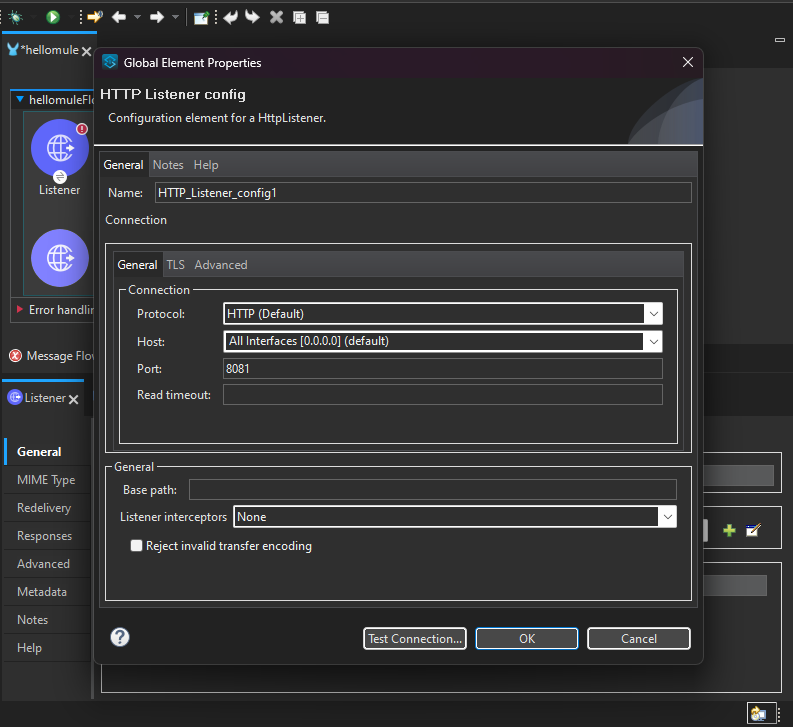 *hellomule
Global Element Properties
HTTP Listener config
Configuration element for a HttpListener.
hellomuleFlo
Listener
Error handlin
Message Flow
General Notes Help
Name: HTTP_Listener_config1
Connection
General TLS Advanced
Connection
Protocol: HTTP (Default)
Host: All Interfaces [0.0.0.0] (default)
Port: 8081
Read timeout:
General
Base path:
Listener interceptors None
Reject invalid transfer encoding
Test Connection... OK Cancel
Listener
General
MIME Type
Redelivery
Responses
Advanced
Metadata
Notes
Help